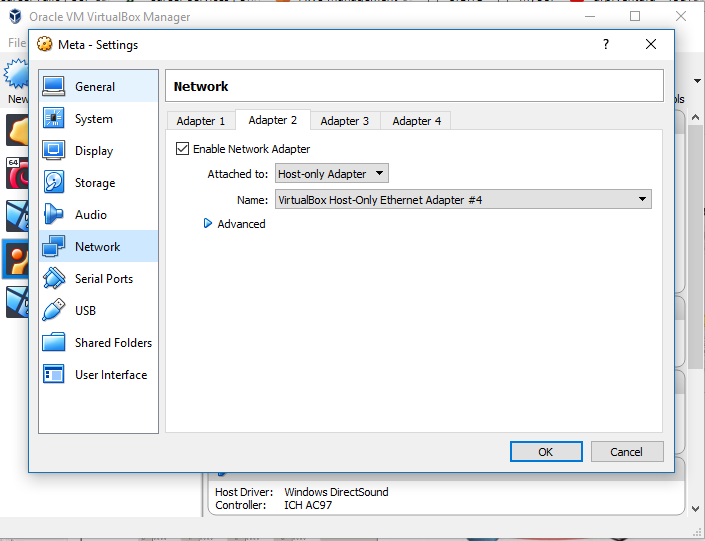 Oracle VM VirtualBox Manager
File
Meta - Settings
?
New
ols
64
General
System
Display
Storage
Audio
Network
Serial Ports
USB
Shared Folders
User Interface
Network
Adapter 1 Adapter 2 Adapter 3 Adapter 4
Enable Network Adapter
Attached to: Host-only Adapter
Name: VirtualBox Host-Only Ethernet Adapter #4
Advanced
OK Cancel
Host Driver: Windows DirectSound
Controller: ICH AC97